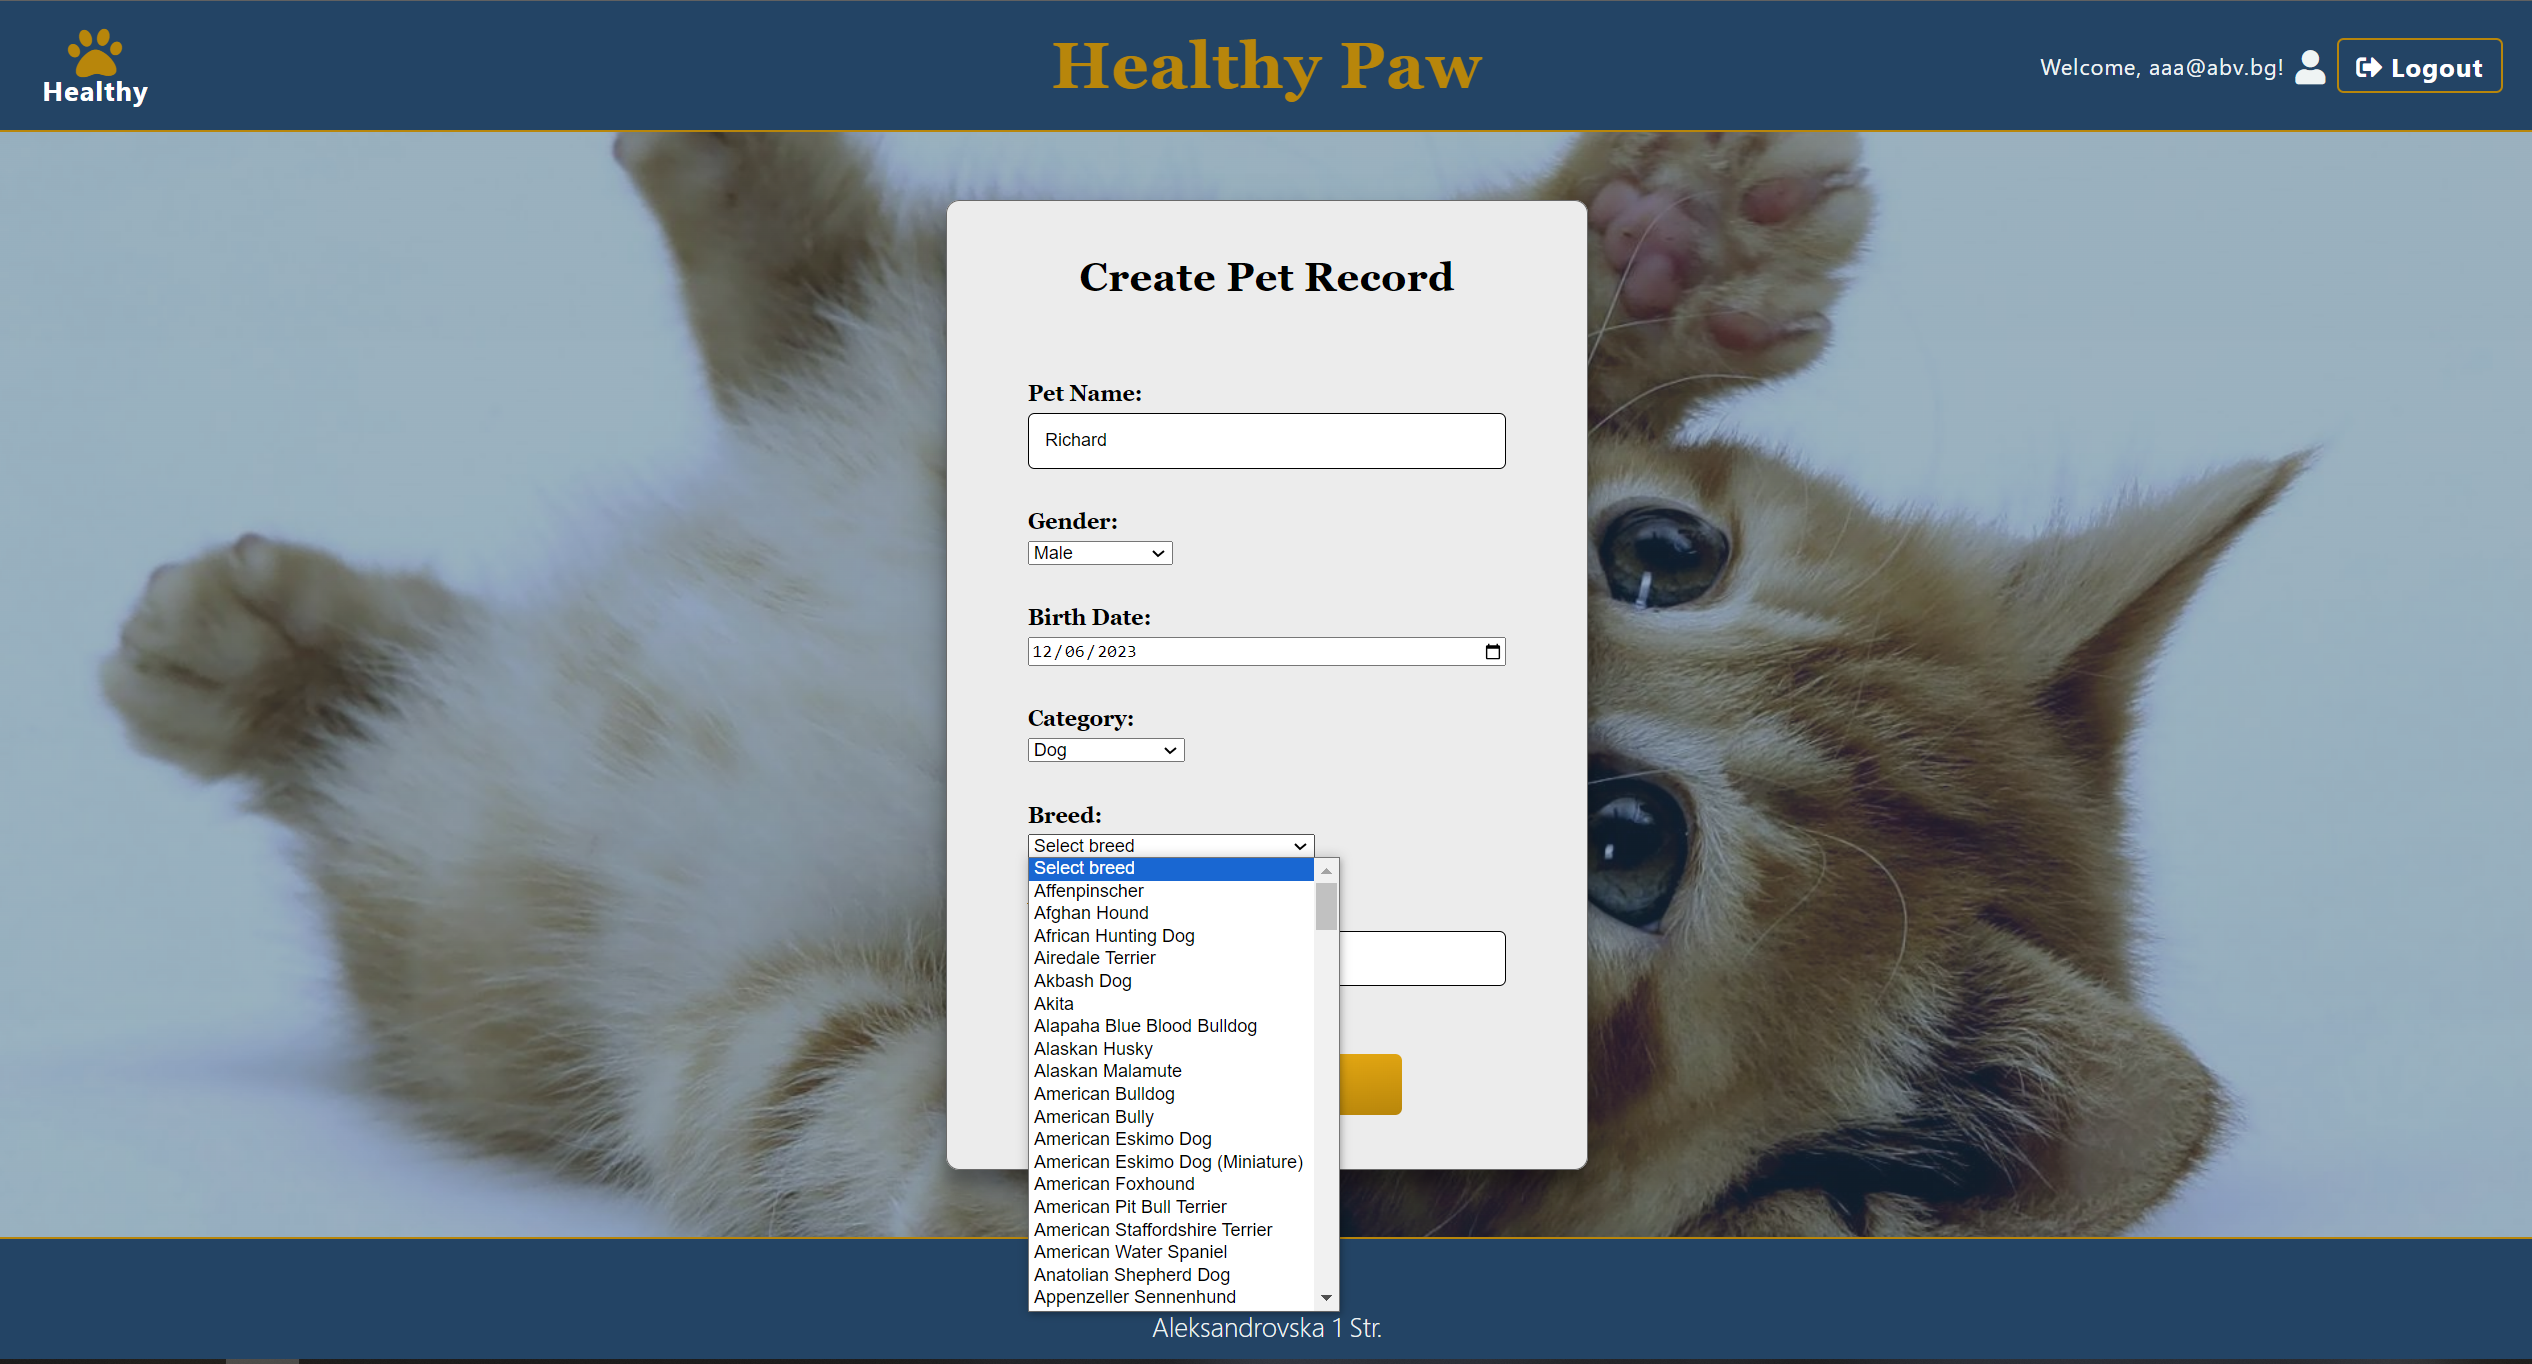 Healthy
Healthy Paw
Welcome, aaa@abv.bg!
Logout
Create Pet Record
Pet Name:
Richard
Gender:
Male
Birth Date:
12/06/2023
Category:
Dog
Breed:
Select breed
Select breed
Affenpinscher
Afghan Hound
African Hunting Dog
Airedale Terrier
Akbash Dog
Akita
Alapaha Blue Blood Bulldog
Alaskan Husky
Alaskan Malamute
American Bulldog
American Bully
American Eskimo Dog
American Eskimo Dog (Miniature)
American Foxhound
American Pit Bull Terrier
American Staffordshire Terrier
American Water Spaniel
Anatolian Shepherd Dog
Appenzeller Sennenhund
Aleksandrovska 1 Str.